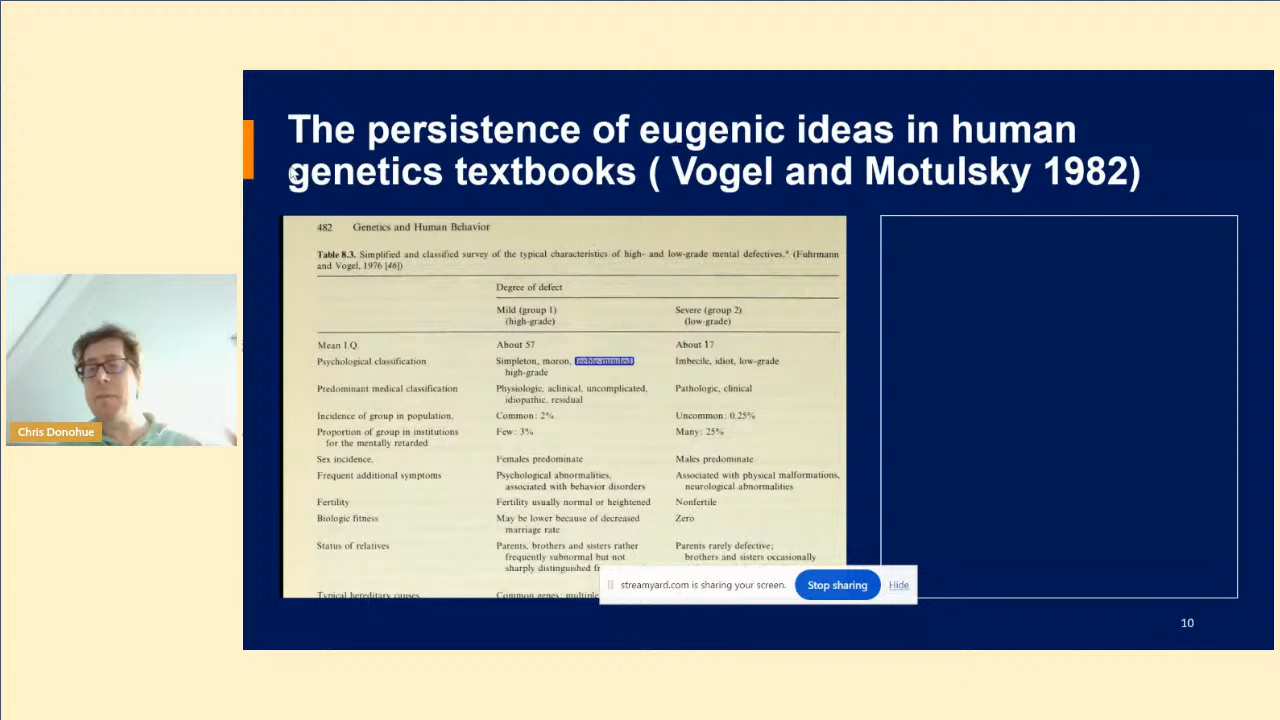 The persistence of eugenic ideas in human
genetics textbooks ( Vogel and Motulsky 1982)
482 Genetics and Human Behavior
Table 8.3. Simplified and classified survey of the typical characteristics of high- and low-grade mental defectives.* (Fuhrmann
and Vogel, 1976 [46])
Degree of defect
Mild (group 1) Severe (group 2)
(high-grade) (low-grade)
Mean I.Q. About 57 About 17
Psychological classification Simpleton, moron, feeble-minded, Imbecile, idiot, low-grade
high-grade
Predominant medical classification Physiologic, aclinical, uncomplicated, Pathologic, clinical
idiopathic, residual
Incidence of group in population. Common: 2% Uncommon: 0.25%
Proportion of group in institutions Few: 3% Many: 25%
for the mentally retarded
Sex incidence. Females predominate Males predominate
Frequent additional symptoms Psychological abnormalities, Associated with physical malformations,
associated with behavior disorders neurological abnormalities
Fertility Fertility usually normal or heightened Nonfertile
Biologic fitness May be lower because of decreased Zero
marriage rate
Status of relatives Parents, brothers and sisters rather Parents rarely defective;
frequently subnormal but not brothers and sisters occasionally
sharply distinguished
Typical hereditary causes Common genes; multiple
streamyard.com is sharing your screen. Stop sharing Hide
Chris Donohue
10